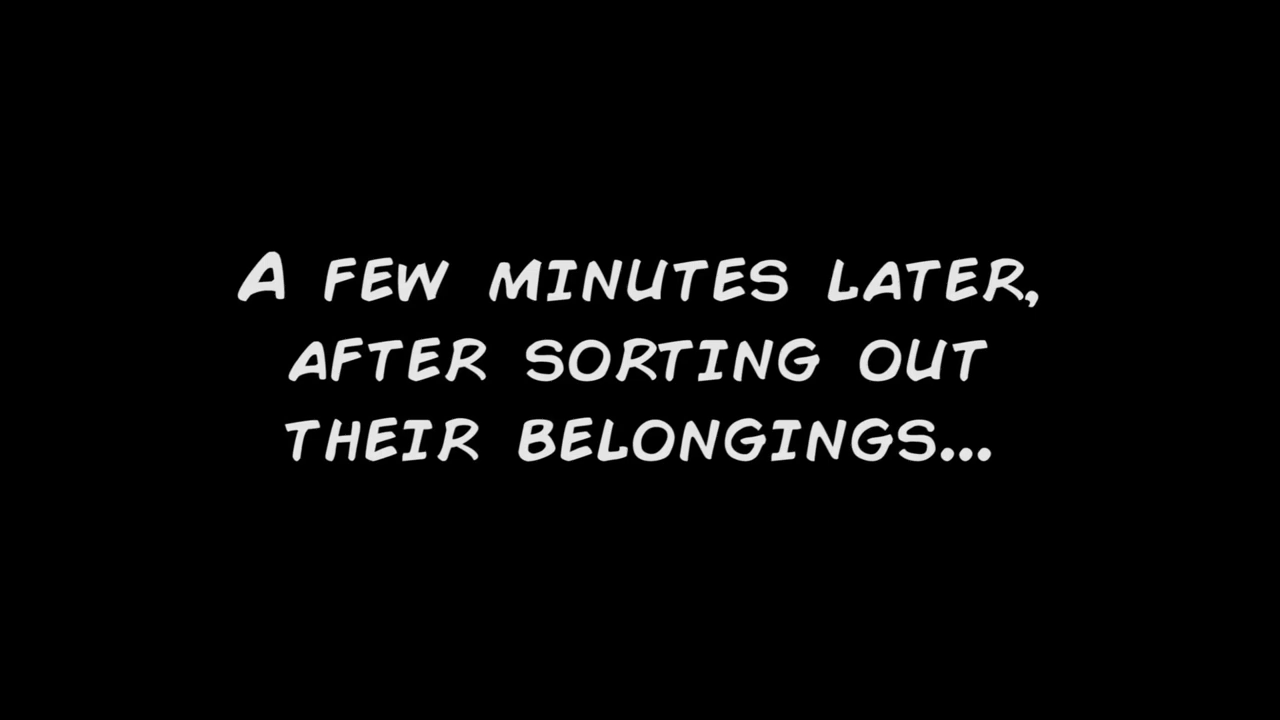 A FEW MINUTES LATER,
AFTER SORTING OUT
THEIR BELONGINGS...